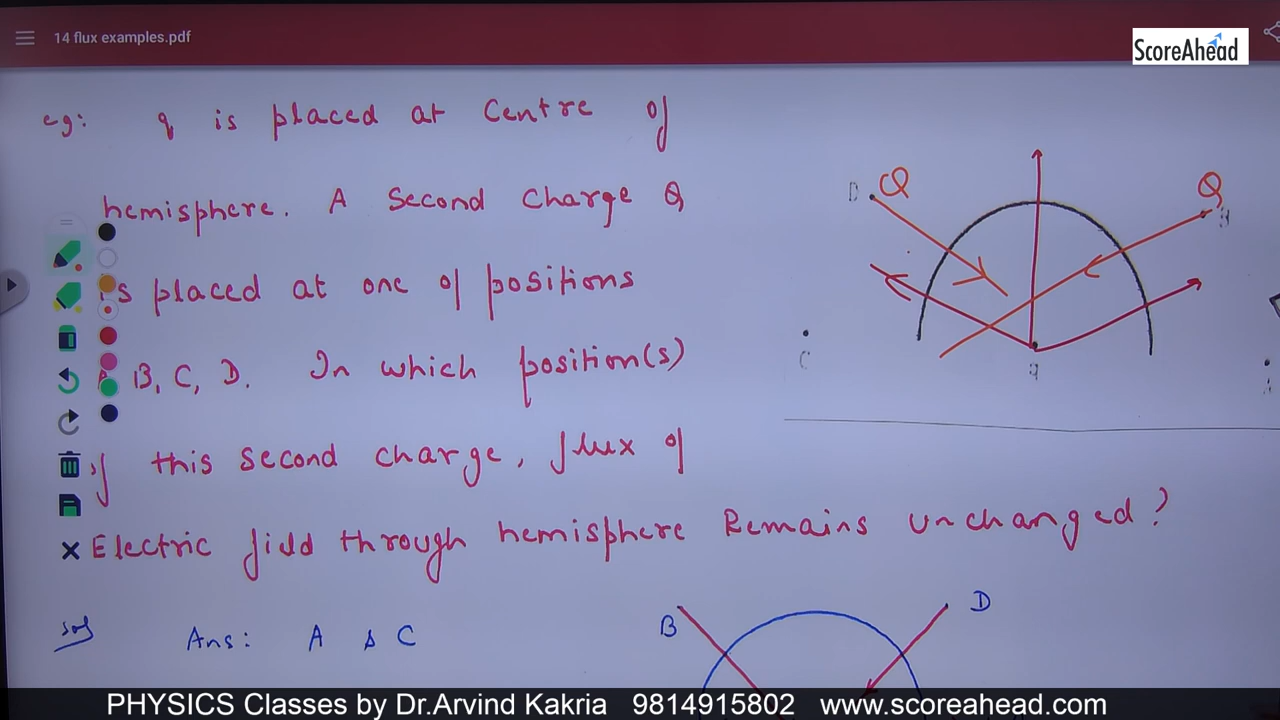 14 flux examples.pdf
ScoreAhead
eg: q is placed at Centre of
hemisphere. A Second Charge Q
is placed at one of positions
A, B, C, D. In which position(s)
of this second charge, flux of
Electric field through hemisphere Remains unchanged?
D Q
Q
B
C
q
A
Sol Ans: A & C
B
D
PHYSICS Classes by Dr.Arvind Kakria 9814915802 www.scoreahead.com